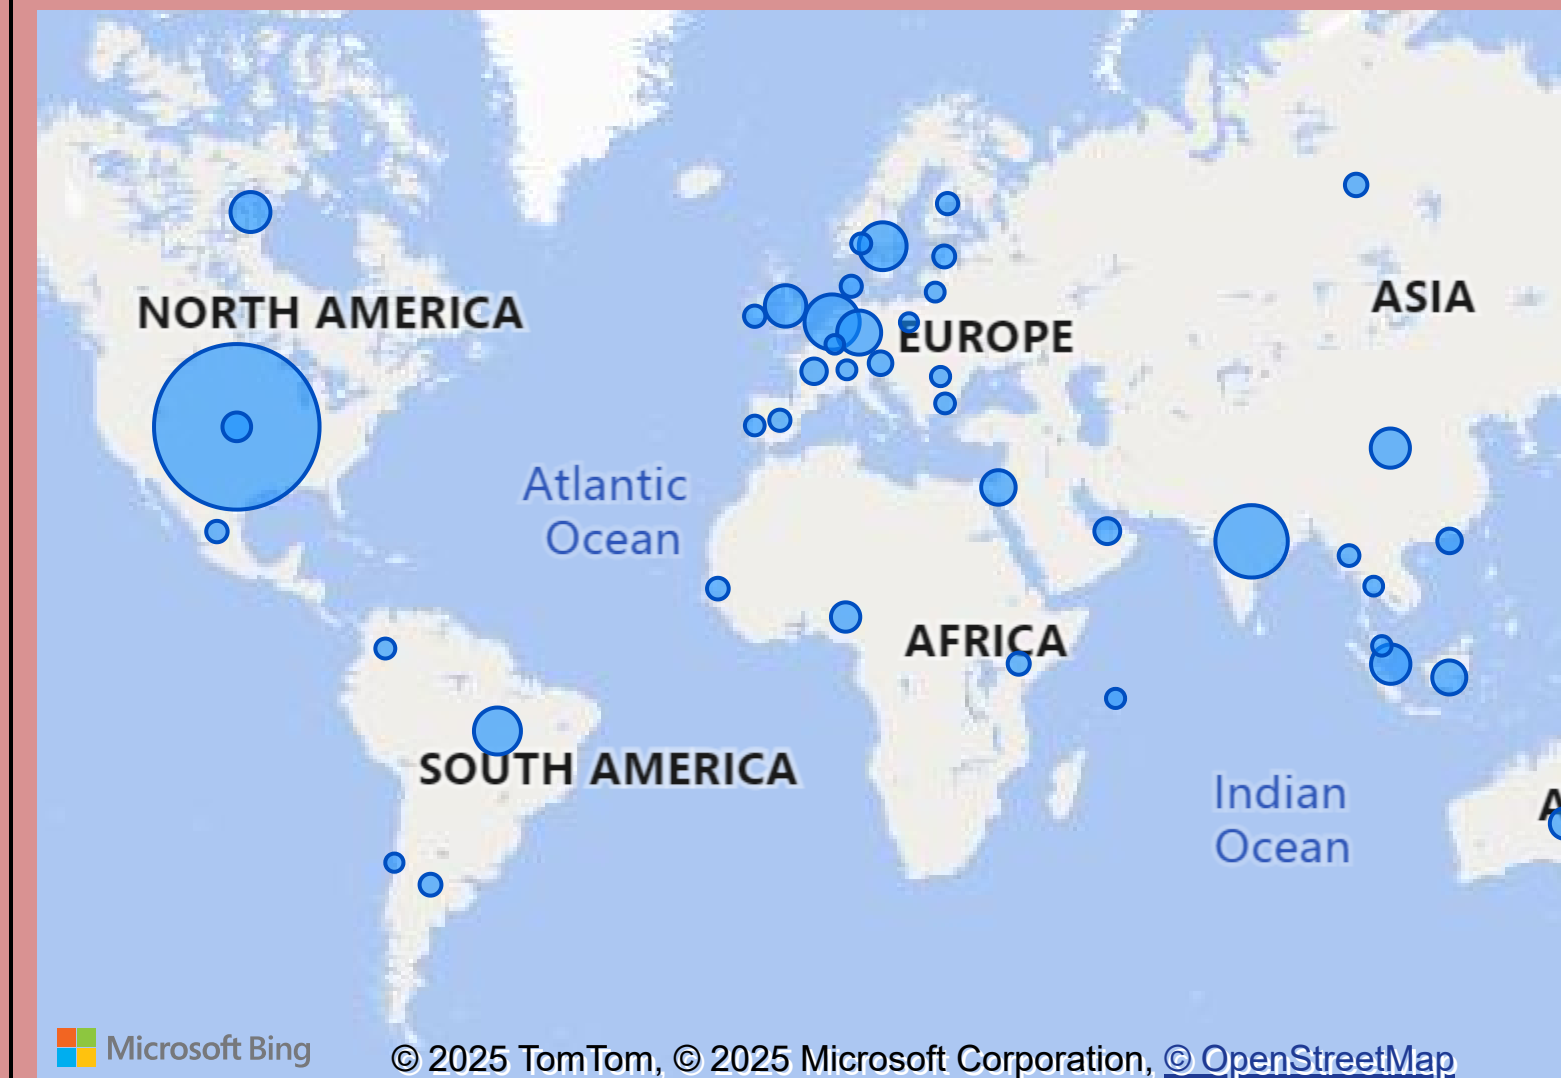 NORTH AMERICA
ASIA
EUROPE
Atlantic
Ocean
AFRICA
SOUTH AMERICA
Indian
Ocean
A
Microsoft Bing
© 2025 TomTom, © 2025 Microsoft Corporation, © OpenStreetMap